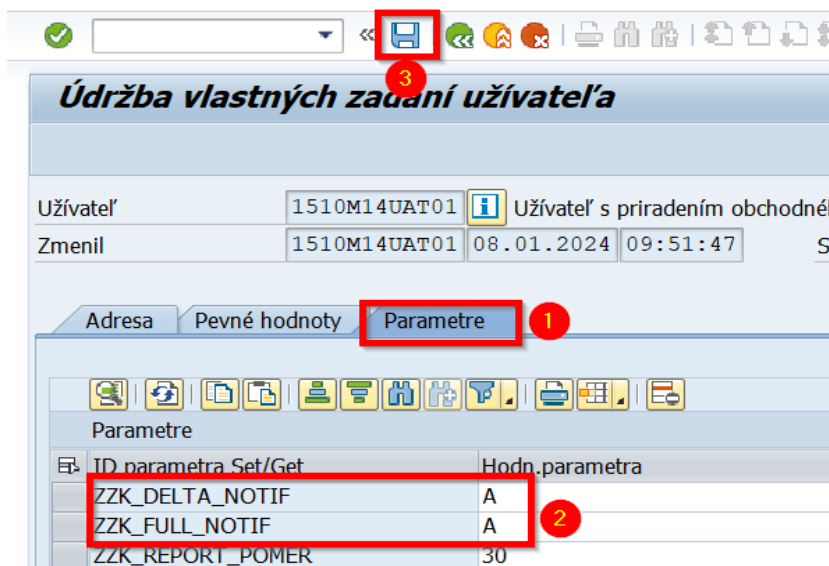 3
Údržba vlastných zadaní užívateľa
Užívateľ 1510M14UAT01 Užívateľ s priradením
Zmenil 1510M14UAT01 08.01.2024 09:51:47 S
Adresa Pevné hodnoty Parametre 1
Parametre
ID parametra Set/Get Hodn.parametra
ZZK_DELTA_NOTIF A
2
ZZK_FULL_NOTIF A
ZZK_REPORT_POMER 30